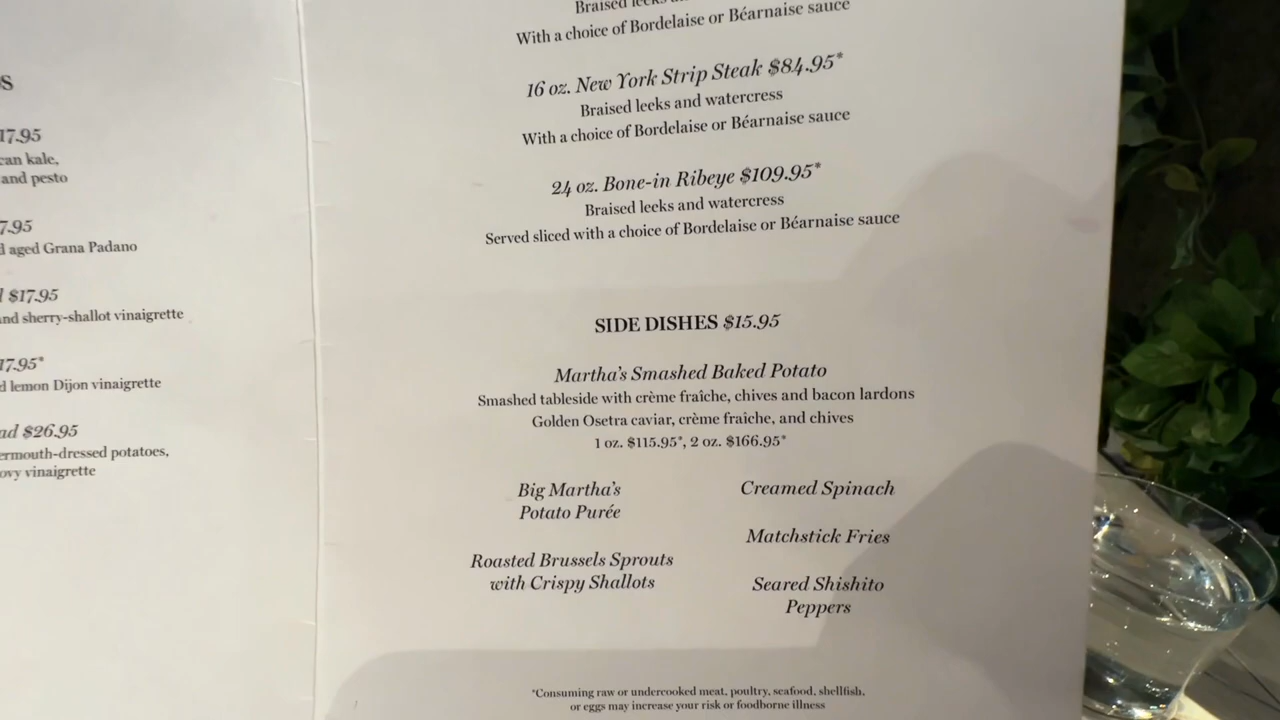 s
17.95
can kale,
and pesto
7.95
d aged Grana Padano
$17.95
and sherry-shallot vinaigrette
17.95*
d lemon Dijon vinaigrette
ad $26.95
ermouth-dressed potatoes,
ovy vinaigrette
Braised
With a choice of Bordelaise or Béarnaise sauce
16 oz. New York Strip Steak $84.95*
Braised leeks and watercress
With a choice of Bordelaise or Béarnaise sauce
24 oz. Bone-in Ribeye $109.95*
Braised leeks and watercress
Served sliced with a choice of Bordelaise or Béarnaise sauce
SIDE DISHES $15.95
Martha's Smashed Baked Potato
Smashed tableside with crème fraîche, chives and bacon lardons
Golden Osetra caviar, crème fraîche, and chives
1 oz. $115.95*, 2 oz. $166.95*
Big Martha's
Potato Purée
Roasted Brussels Sprouts
with Crispy Shallots
Creamed Spinach
Matchstick Fries
Seared Shishito
Peppers
*Consuming raw or undercooked meat, poultry, seafood, shellfish,
or eggs may increase your risk or foodborne illness